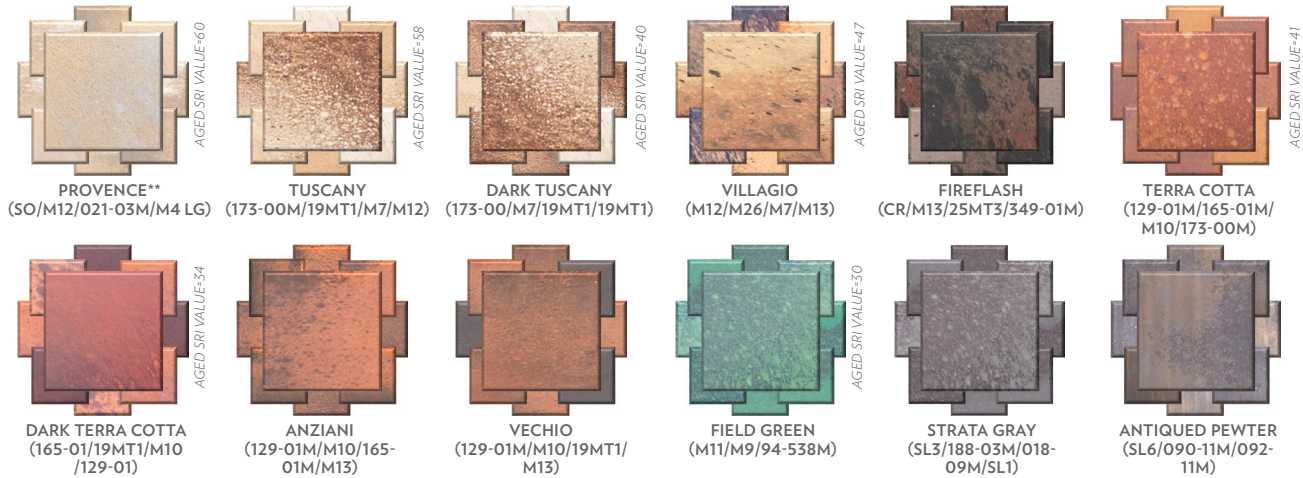 AGED SRI VALUE=60
PROVENCE**
(SO/M12/021-03M/M4 LG)
AGED SRI VALUE=58
TUSCANY
(173-00M/19MT1/M7/M12)
AGED SRI VALUE=40
DARK TUSCANY
(173-00/M7/19MT1/19MT1)
AGED SRI VALUE=47
VILLAGIO
(M12/M26/M7/M13)
FIREFLASH
(CR/M13/25MT3/349-01M)
AGED SRI VALUE=41
TERRA COTTA
(129-01M/165-01M/
M10/173-00M)
AGED SRI VALUE=34
DARK TERRA COTTA
(165-01/19MT1/M10
/129-01)
ANZIANI
(129-01M/M10/165-
01M/M13)
VECHIO
(129-01M/M10/19MT1/
M13)
AGED SRI VALUE=30
FIELD GREEN
(M11/M9/94-538M)
STRATA GRAY
(SL3/188-03M/018-
09M/SL1)
ANTIQUED PEWTER
(SL6/090-11M/092-
11M)